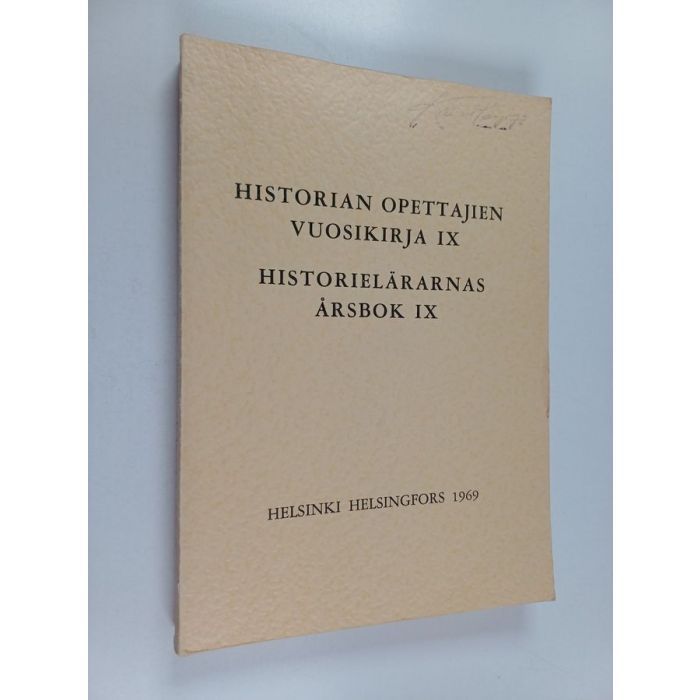 HISTORIAN OPETTAJIEN
VUOSIKIRJA IX
HISTORIELÄRARNAS
ÅRSBOK IX
HELSINKI HELSINGFORS 1969